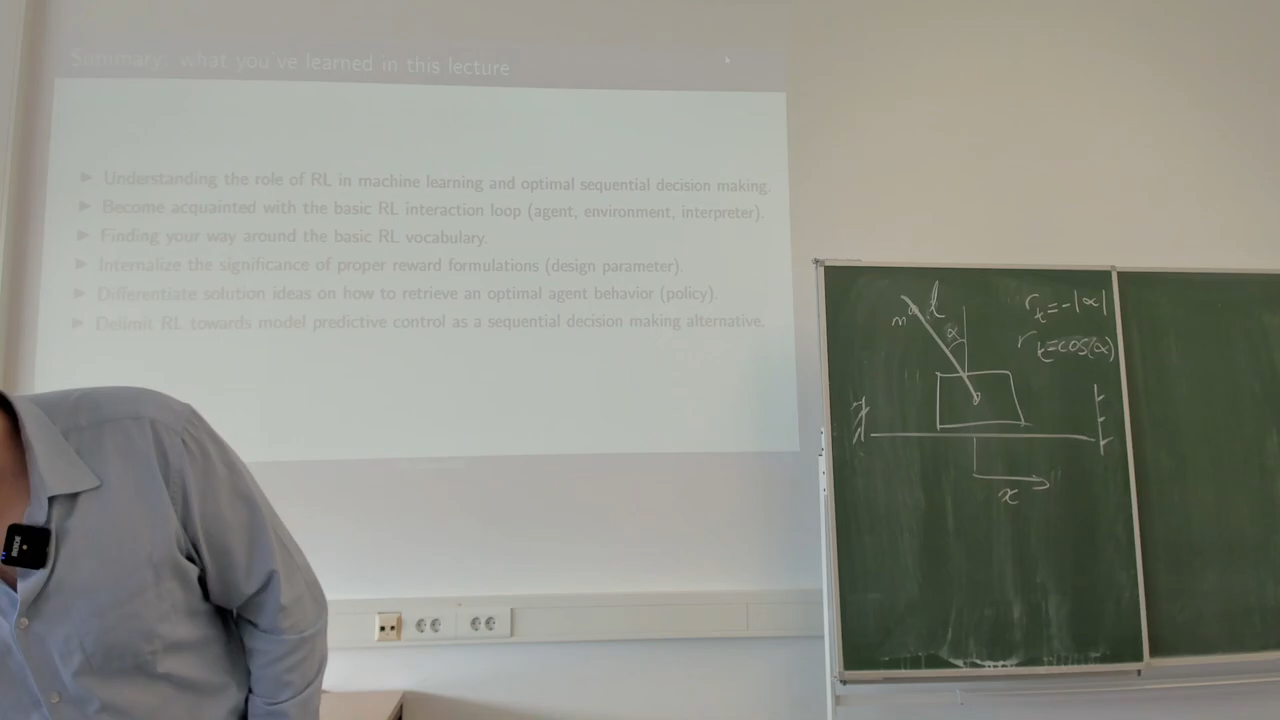 Summary: what you've learned in this lecture
► Understanding the role of RL in machine learning and optimal sequential decision making.
► Become acquainted with the basic RL interaction loop (agent, environment, interpreter).
► Finding your way around the basic RL vocabulary.
► Internalize the significance of proper reward formulations (design parameter).
► Differentiate solution ideas on how to retrieve an optimal agent behavior (policy).
► Delimit RL towards model predictive control as a sequential decision making alternative.
m
l
α
r_t = -|α|
r_t = cos(α)
x